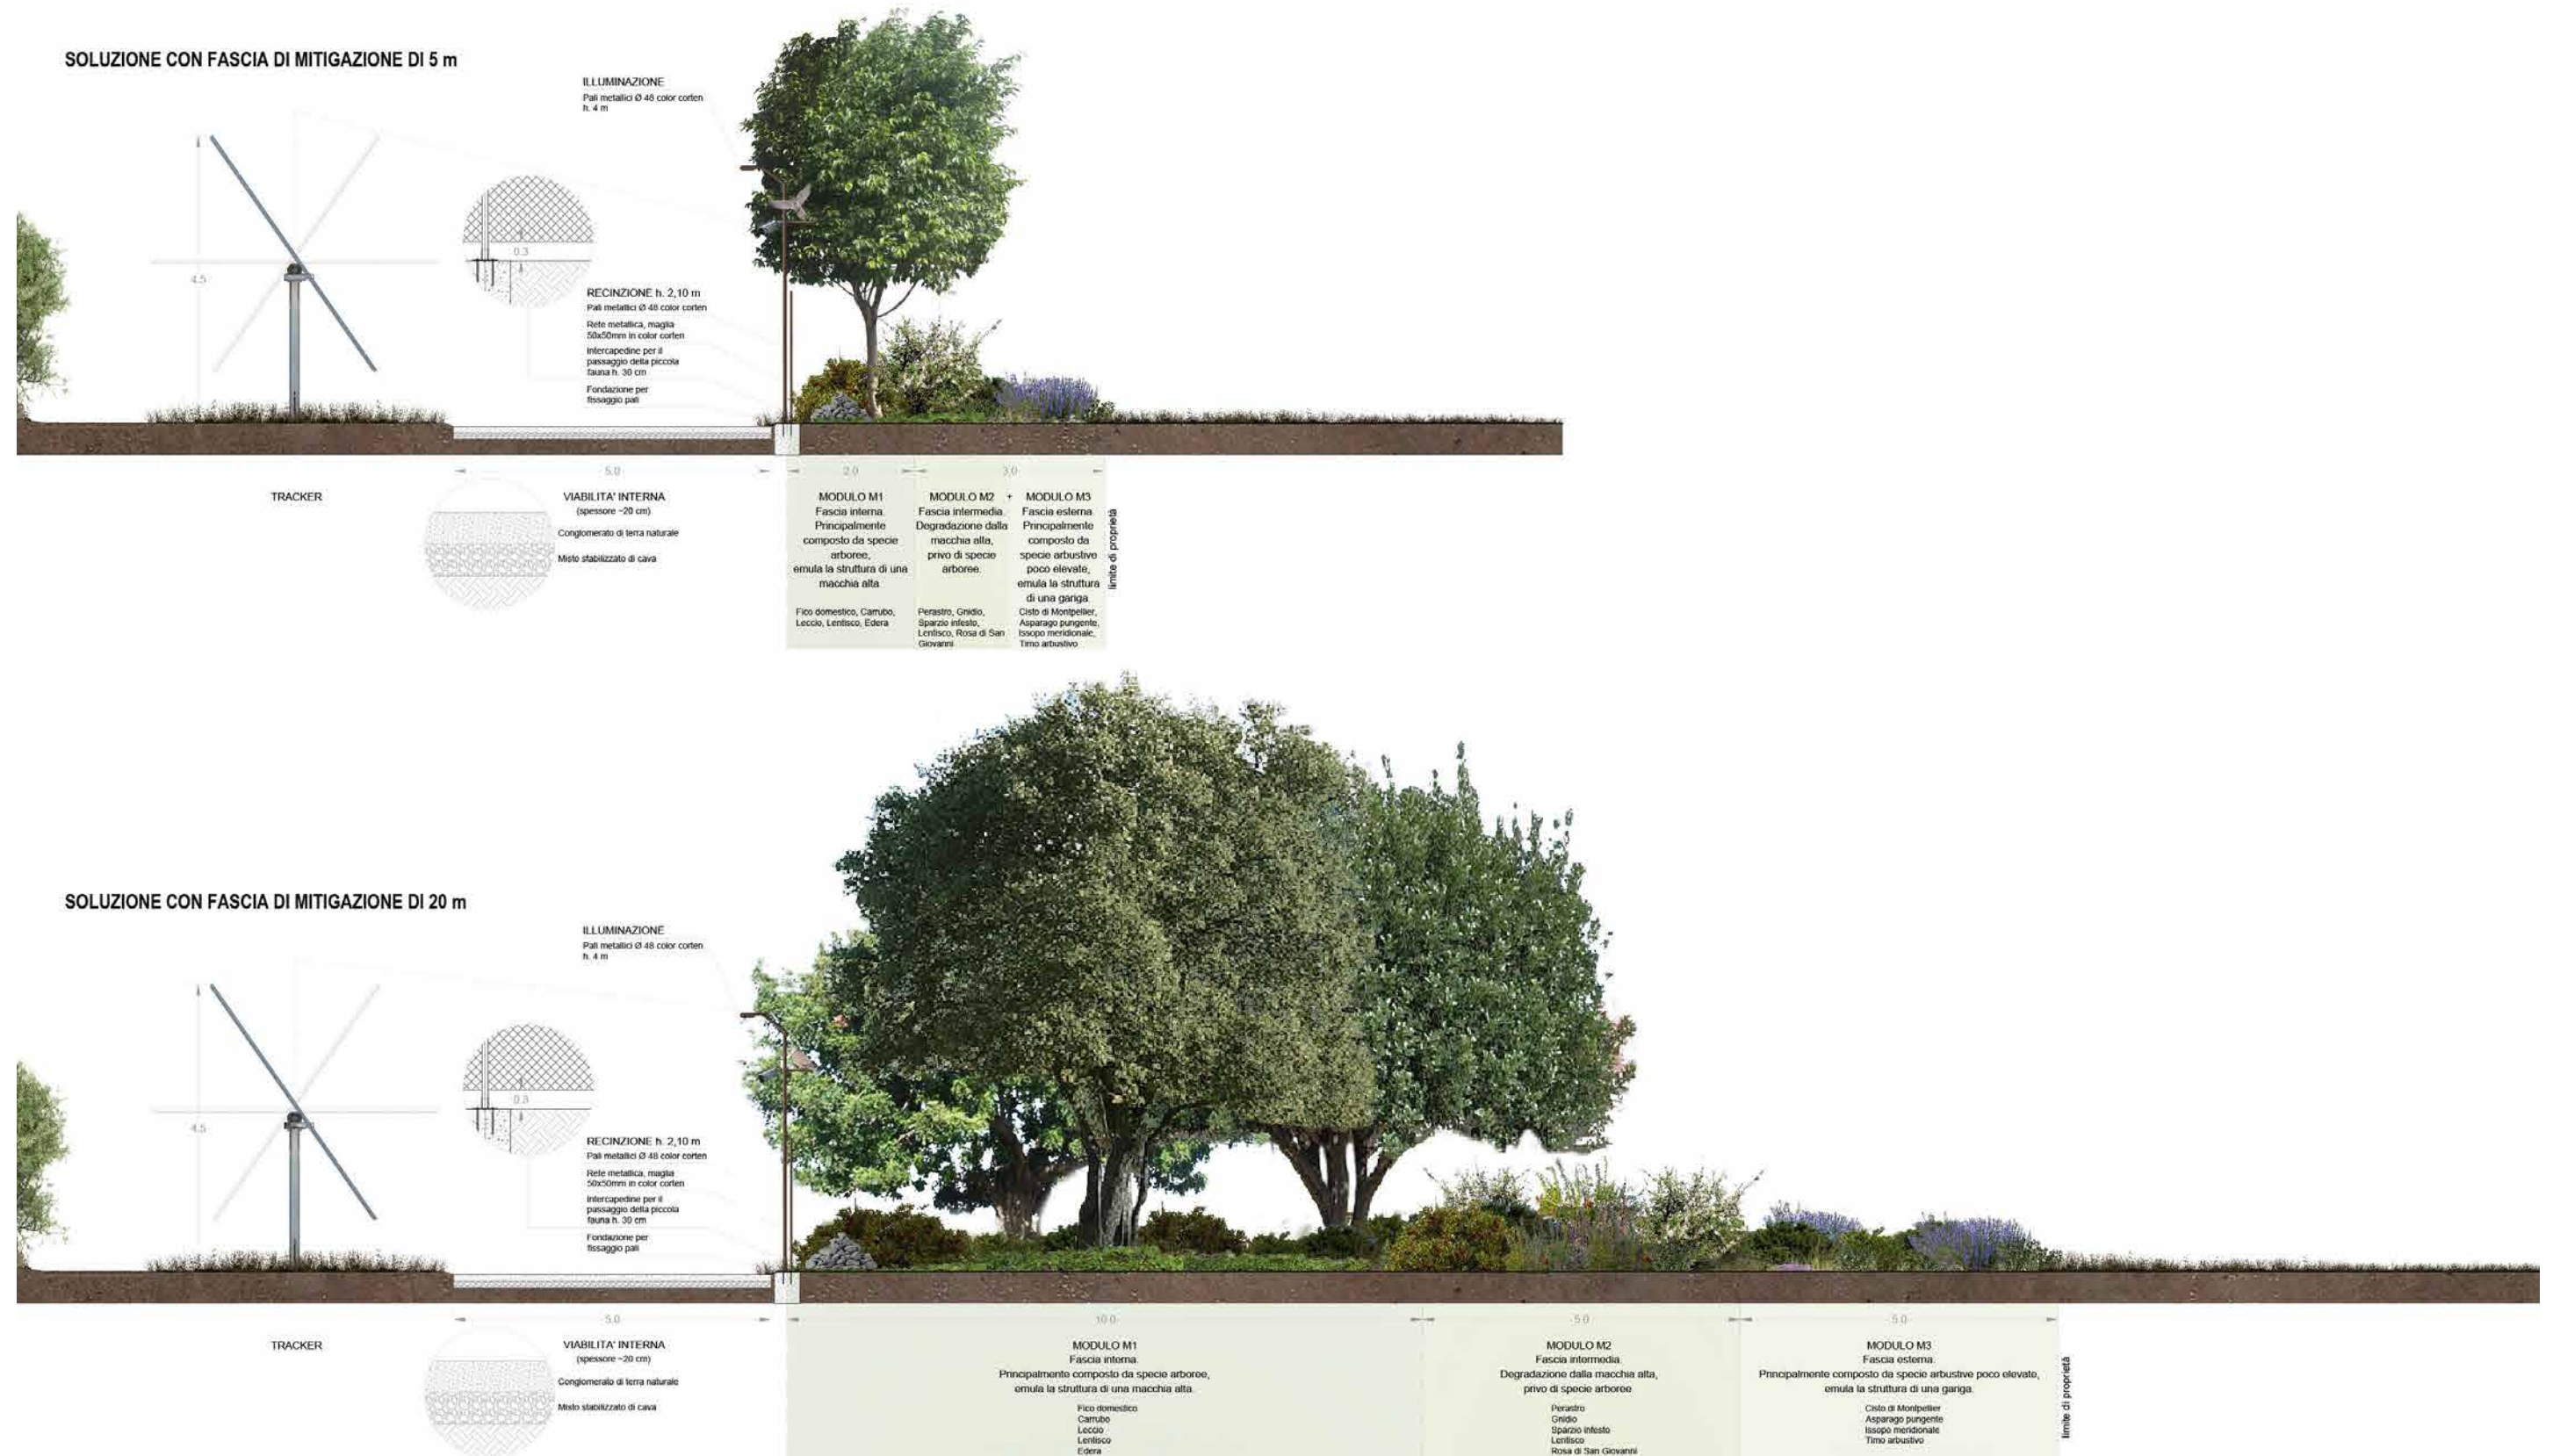 SOLUZIONE CON FASCIA DI MITIGAZIONE DI 5 m
ILLUMINAZIONE
Pali metallici Ø 48 color corten
h. 4 m
4.5
0.3
RECINZIONE h. 2,10 m
Pali metallici Ø 48 color corten
Rete metallica, maglia
50x50mm in color corten
Intercapedine per il
passaggio della piccola
fauna h. 30 cm
Fondazione per
fissaggio pali
5.0
2.0
3.0
TRACKER
VIABILITA' INTERNA
(spessore ~20 cm)
Conglomerato di terra naturale
Misto stabilizzato di cava
MODULO M1
Fascia interna.
Principalmente
composto da specie
arboree,
emula la struttura di una
macchia alta.
Fico domestico, Carrubo,
Leccio, Lentisco, Edera
MODULO M2 +
Fascia intermedia.
Degradazione dalla
macchia alta,
privo di specie
arboree.
Perastro, Gnidio,
Sparzio infesto,
Lentisco, Rosa di San
Giovanni
MODULO M3
Fascia esterna.
Principalmente
composto da
specie arbustive
poco elevate,
emula la struttura
di una gariga.
Cisto di Montpellier,
Asparago pungente,
Issopo meridionale,
Timo arbustivo
limite di proprietà
SOLUZIONE CON FASCIA DI MITIGAZIONE DI 20 m
ILLUMINAZIONE
Pali metallici Ø 48 color corten
h. 4 m
4.5
0.3
RECINZIONE h. 2,10 m
Pali metallici Ø 48 color corten
Rete metallica, maglia
50x50mm in color corten
Intercapedine per il
passaggio della piccola
fauna h. 30 cm
Fondazione per
fissaggio pali
5.0
10.0
5.0
5.0
TRACKER
VIABILITA' INTERNA
(spessore ~20 cm)
Conglomerato di terra naturale
Misto stabilizzato di cava
MODULO M1
Fascia interna.
Principalmente composto da specie arboree,
emula la struttura di una macchia alta.
Fico domestico
Carrubo
Leccio
Lentisco
Edera
MODULO M2
Fascia intermedia.
Degradazione dalla macchia alta,
privo di specie arboree.
Perastro
Gnidio
Sparzio infesto
Lentisco
Rosa di San Giovanni
MODULO M3
Fascia esterna.
Principalmente composto da specie arbustive poco elevate,
emula la struttura di una gariga.
Cisto di Montpellier
Asparago pungente
Issopo meridionale
Timo arbustivo
limite di proprietà